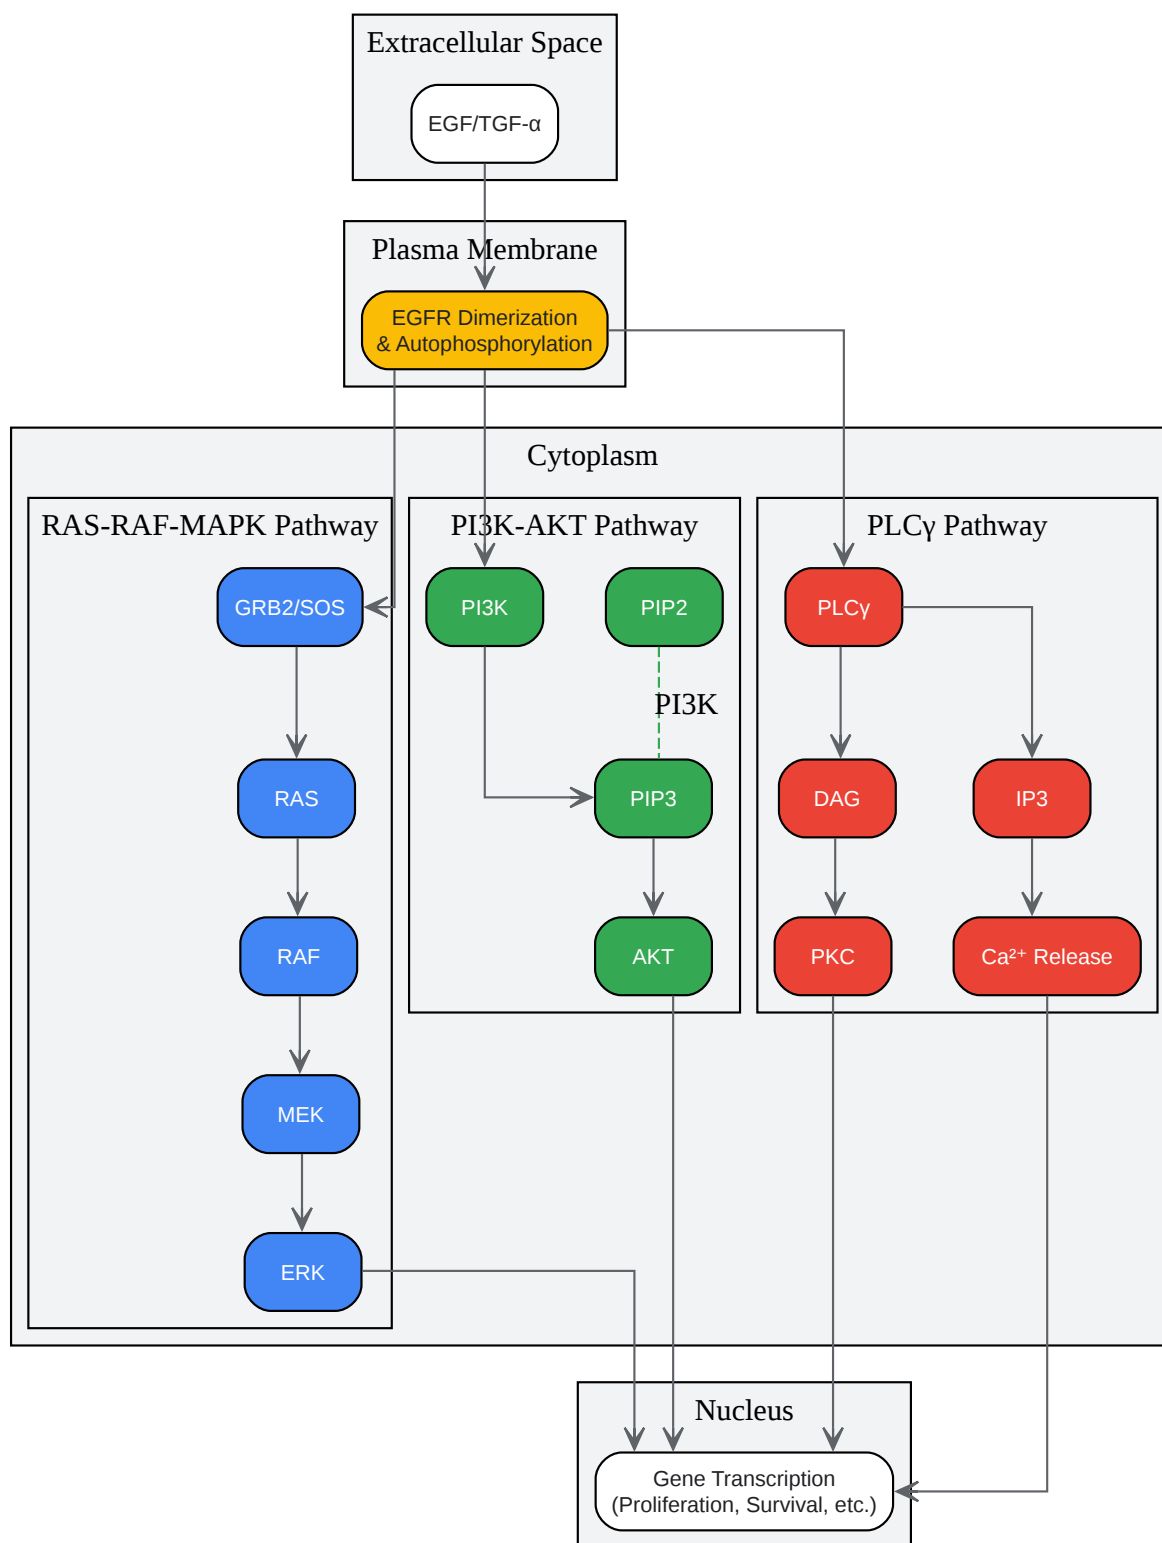 Extracellular Space
EGF/TGF-α
Plasma Membrane
EGFR Dimerization
& Autophosphorylation
Cytoplasm
RAS-RAF-MAPK Pathway
GRB2/SOS
RAS
RAF
MEK
ERK
PI3K-AKT Pathway
PI3K
PIP2
PI3K
PIP3
AKT
PLCγ Pathway
PLCγ
DAG
IP3
PKC
Ca²⁺ Release
Nucleus
Gene Transcription
(Proliferation, Survival, etc.)